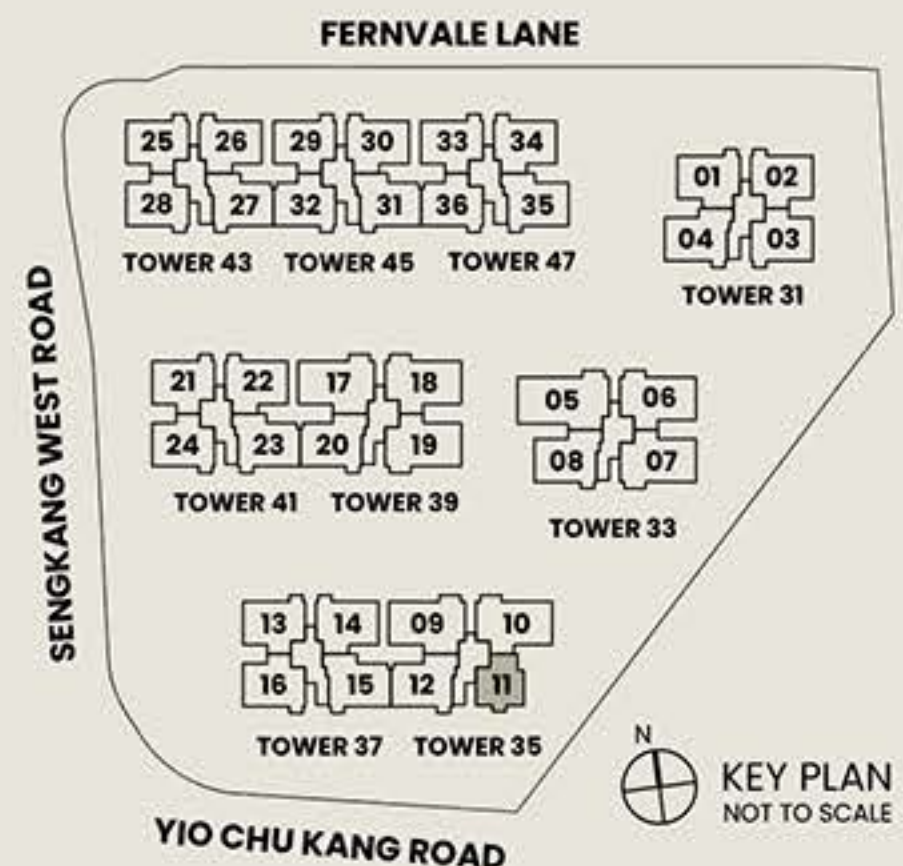 FERNVALE LANE
25 26 29 30 33 34
28 27 32 31 36 35
TOWER 43 TOWER 45 TOWER 47
01 02
04 03
TOWER 31
SENGKANG WEST ROAD
21 22 17 18
24 23 20 19
TOWER 41 TOWER 39
05 06
08 07
TOWER 33
13 14 09 10
16 15 12 11
TOWER 37 TOWER 35
N
KEY PLAN
NOT TO SCALE
YIO CHU KANG ROAD